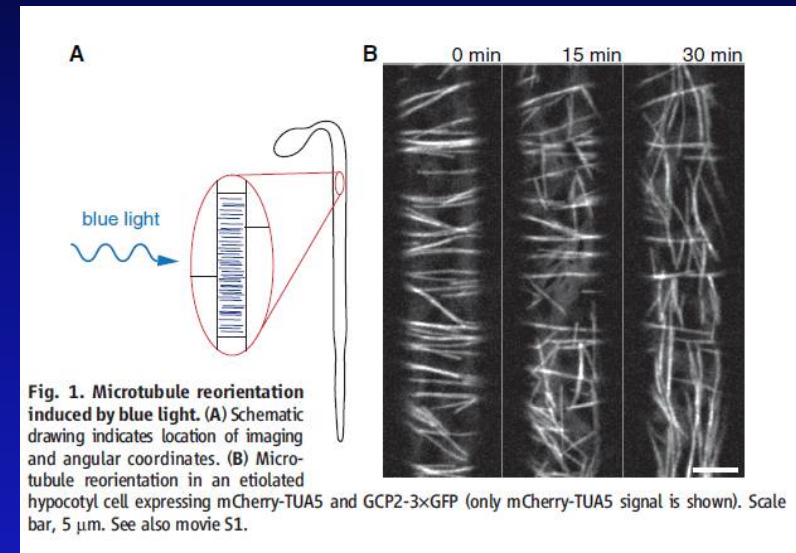 A
B
0 min 15 min 30 min
blue light
Fig. 1. Microtubule reorientation
induced by blue light. (A) Schematic
drawing indicates location of imaging
and angular coordinates. (B) Micro-
tubule reorientation in an etiolated
hypocotyl cell expressing mCherry-TUA5 and GCP2-3×GFP (only mCherry-TUA5 signal is shown). Scale
bar, 5 μm. See also movie S1.